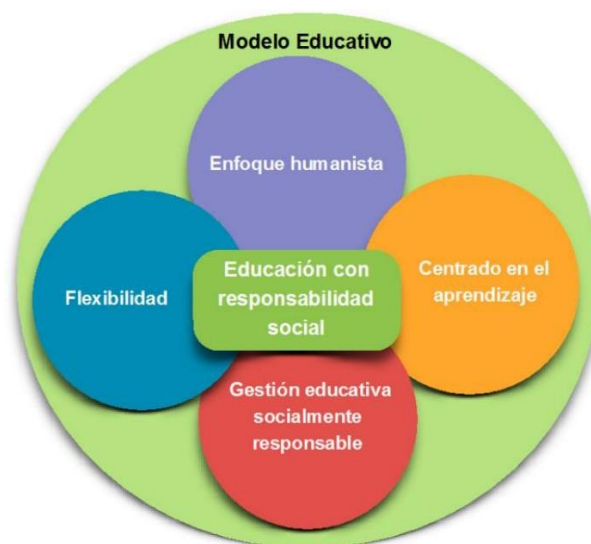 Modelo Educativo
Enfoque humanista
Flexibilidad
Educación con
responsabilidad
social
Centrado en el
aprendizaje
Gestión educativa
socialmente
responsable